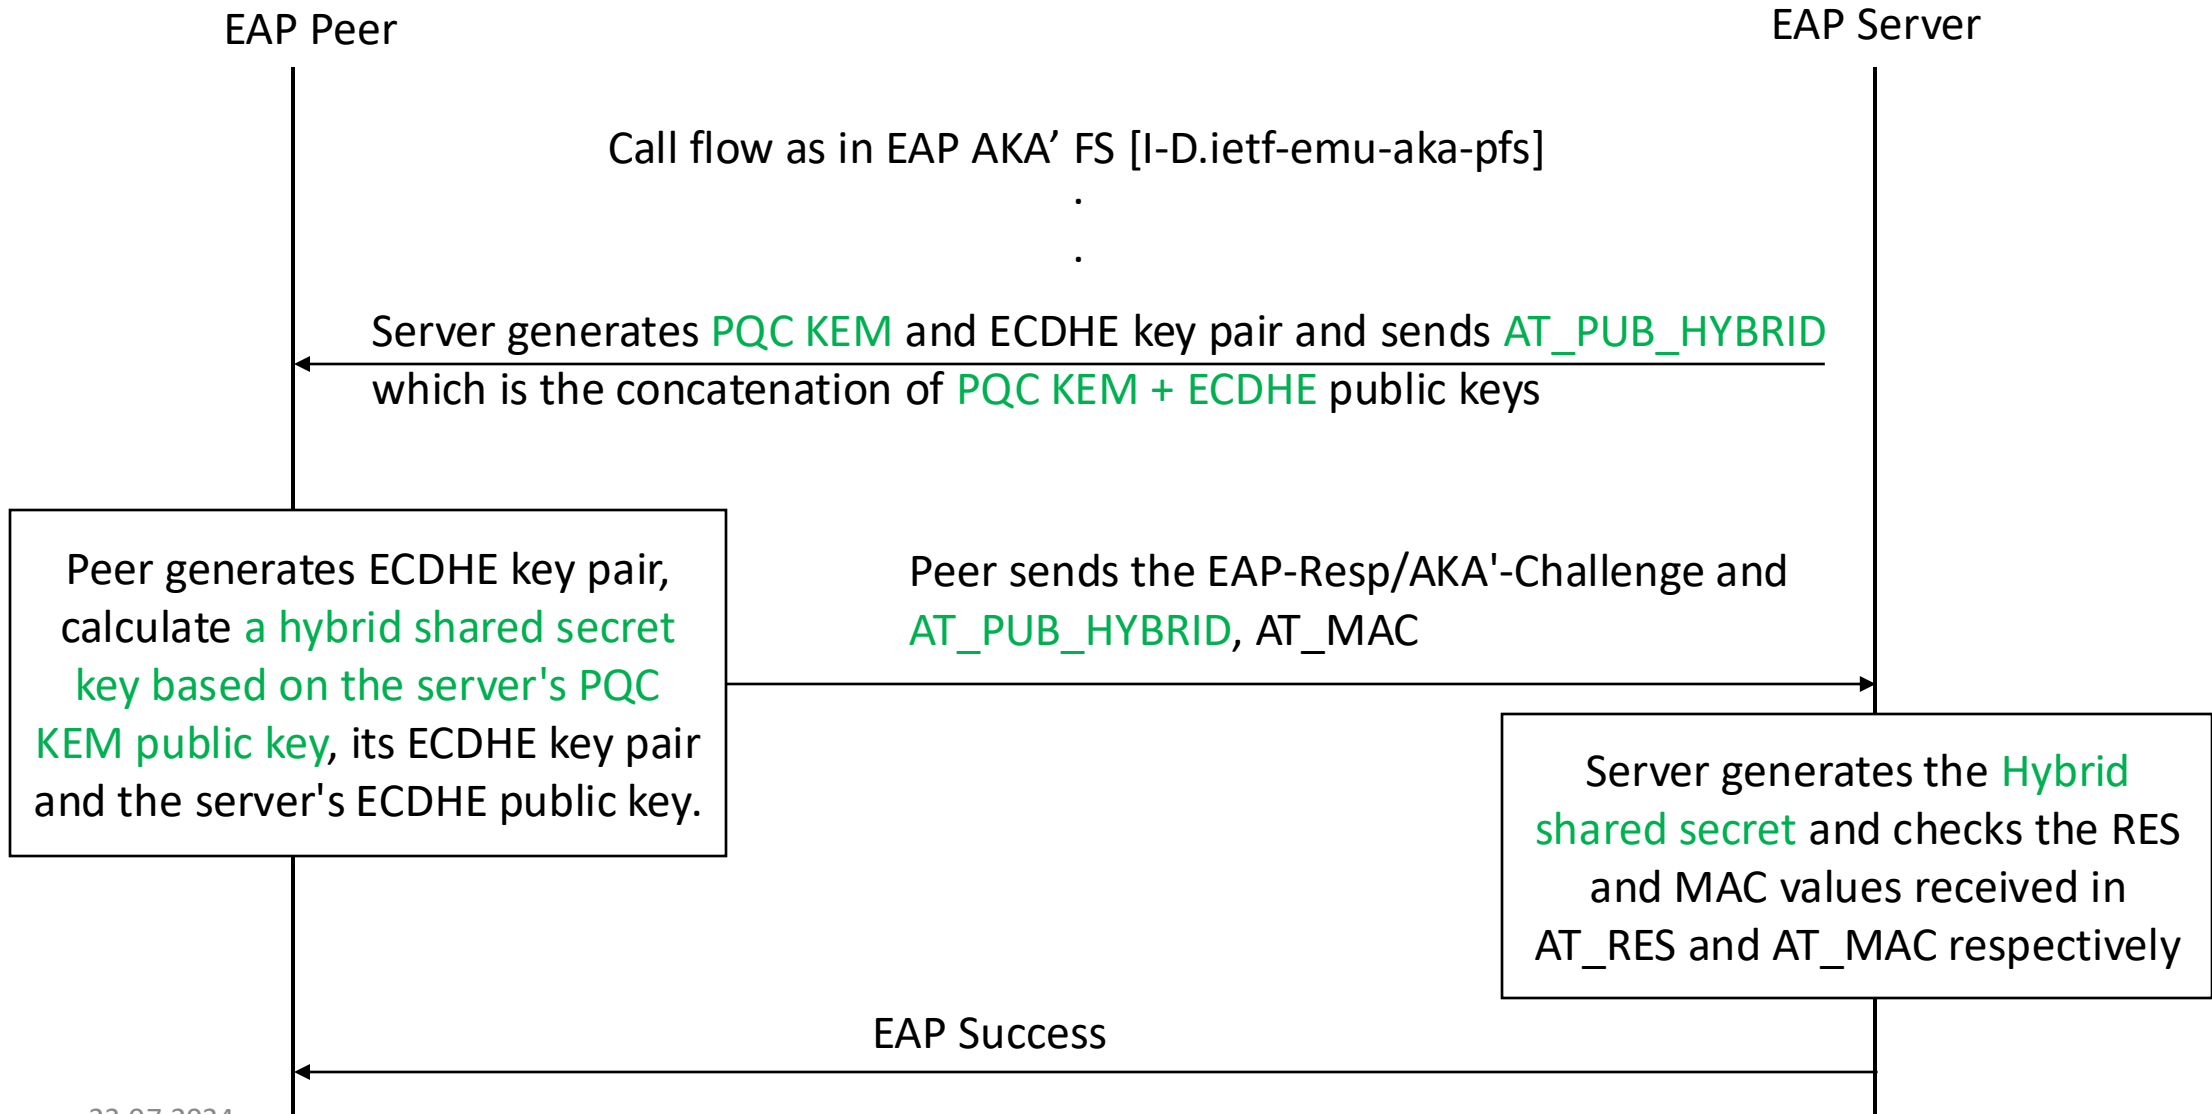 EAP Peer
EAP Server
Call flow as in EAP AKA’ FS [I-D.ietf-emu-aka-pfs]
.
.
Server generates PQC KEM and ECDHE key pair and sends AT_PUB_HYBRID
which is the concatenation of PQC KEM + ECDHE public keys
Peer generates ECDHE key pair,
calculate a hybrid shared secret
key based on the server's PQC
KEM public key, its ECDHE key pair
and the server's ECDHE public key.
Peer sends the EAP-Resp/AKA'-Challenge and
AT_PUB_HYBRID, AT_MAC
Server generates the Hybrid
shared secret and checks the RES
and MAC values received in
AT_RES and AT_MAC respectively
EAP Success